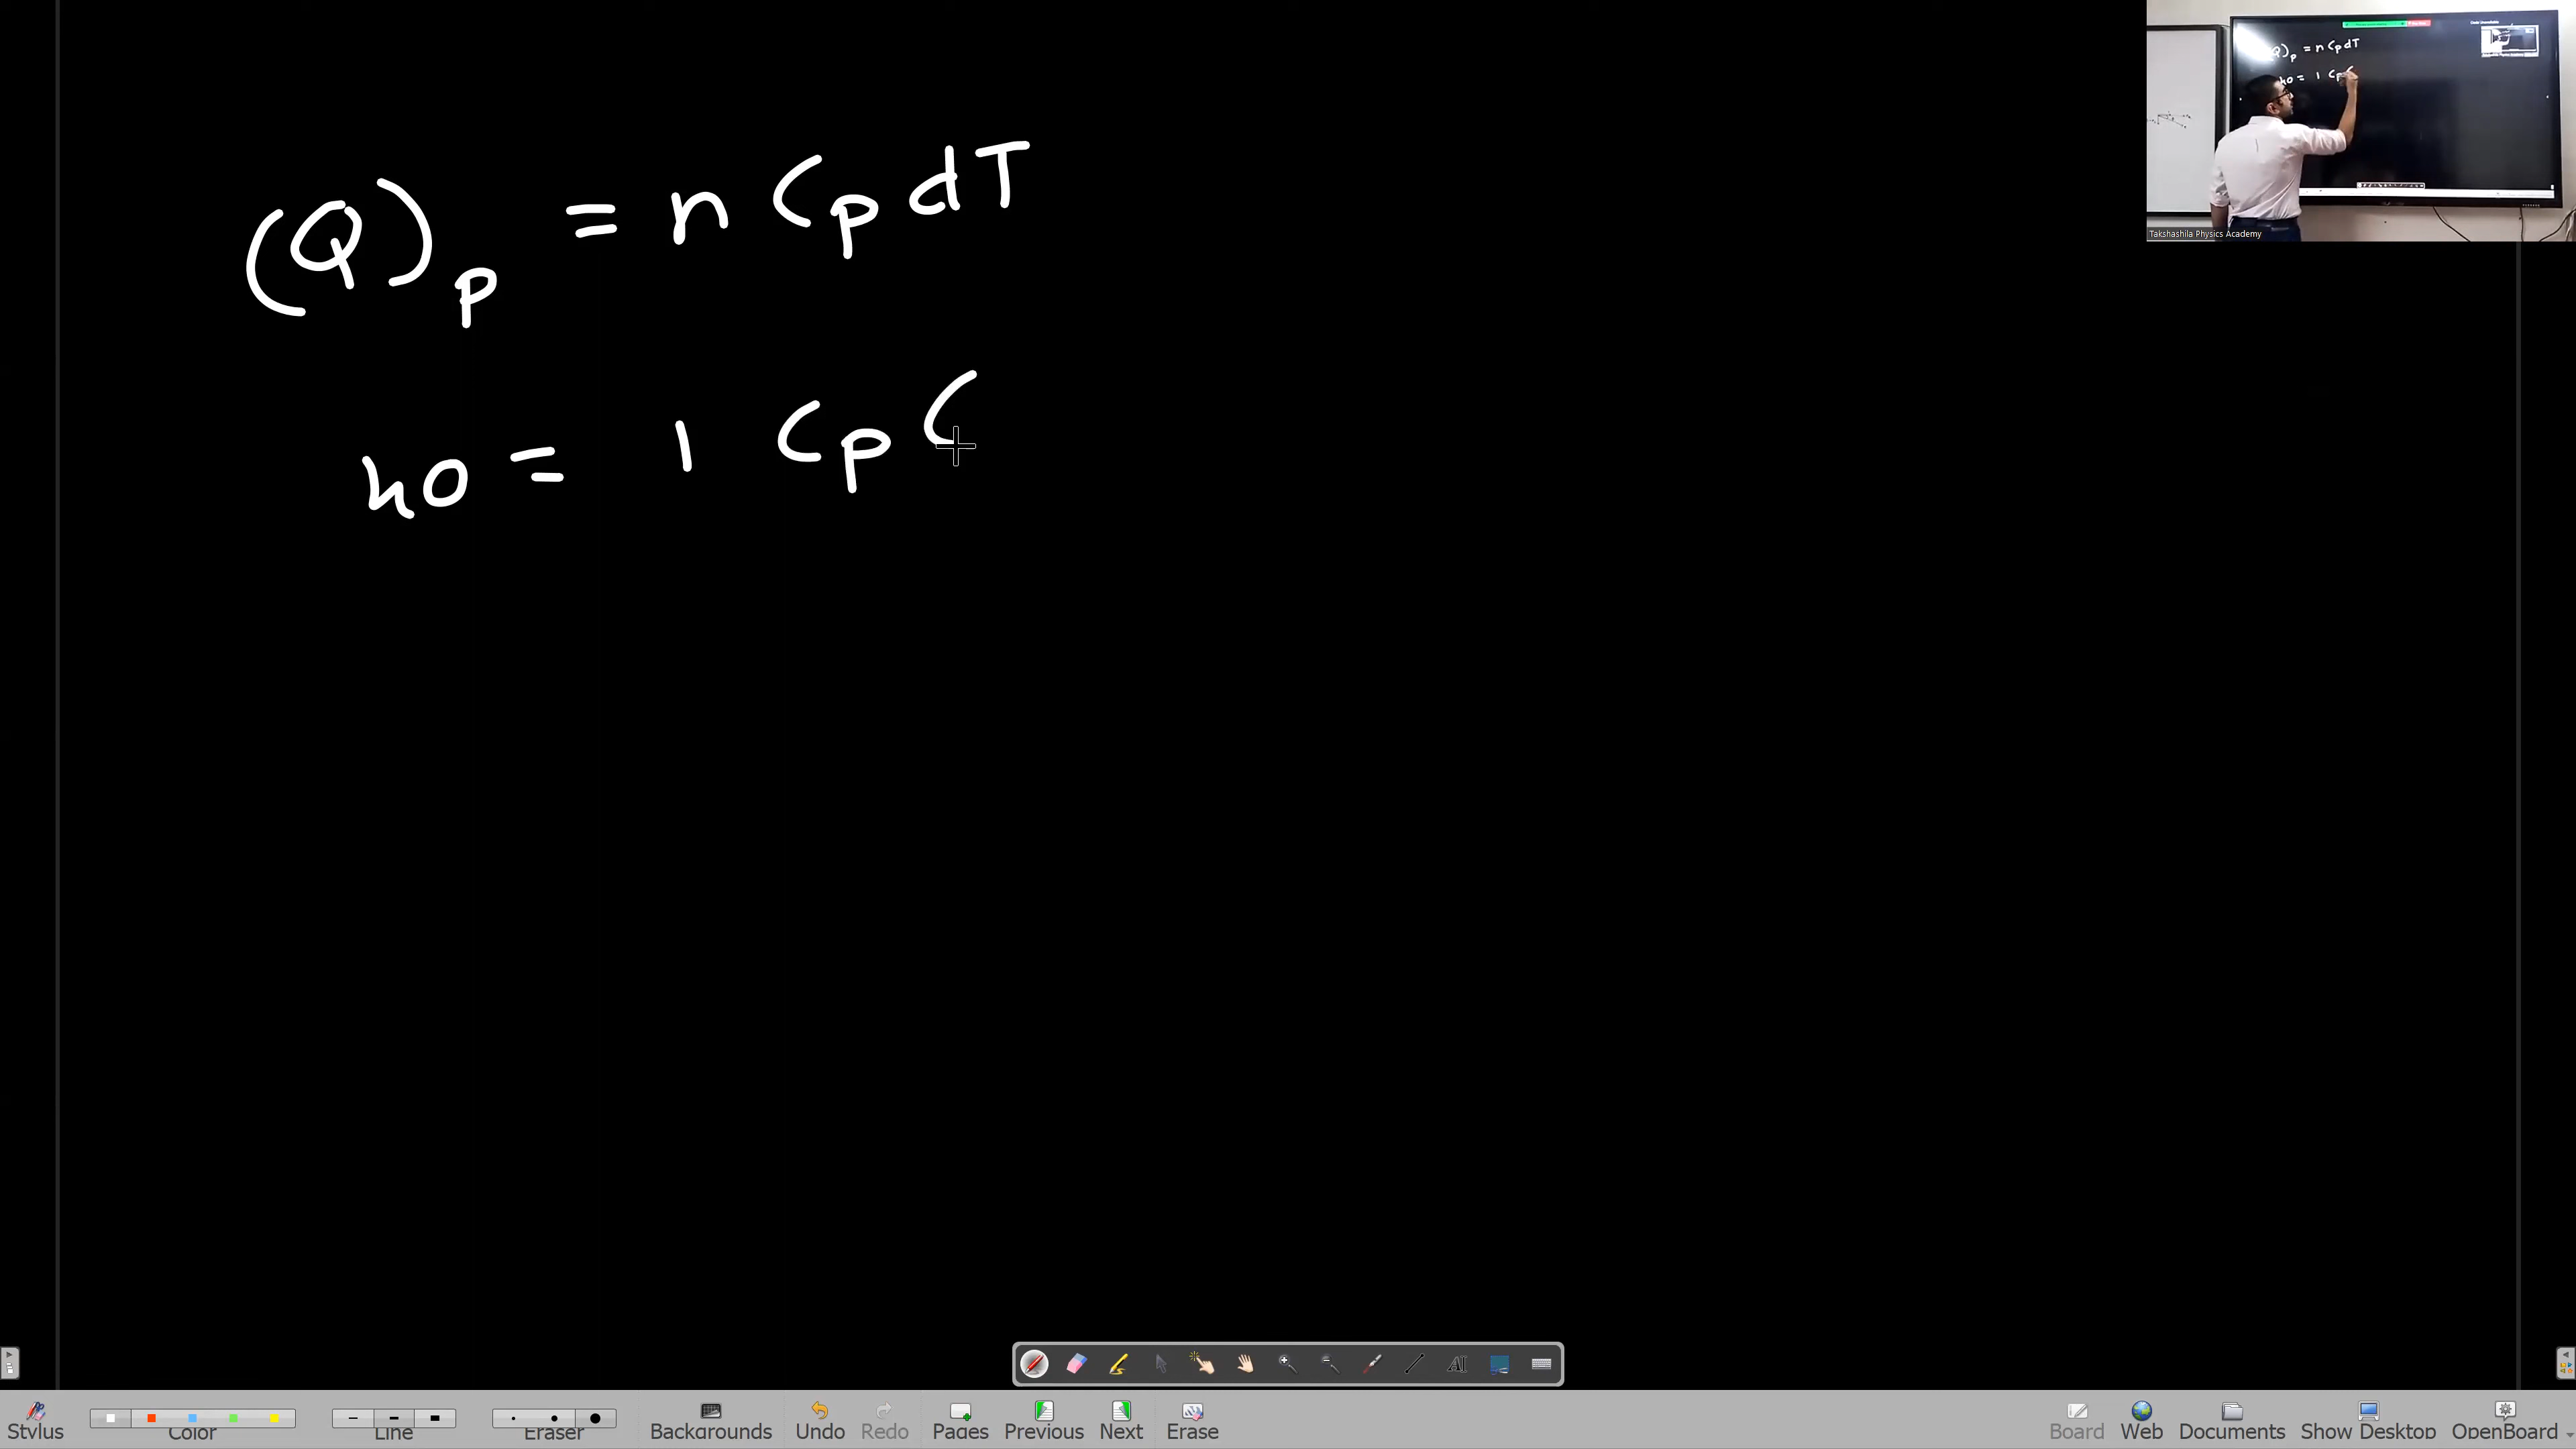 (Q)p = n Cp dT
40 = 1 Cp (
Takshashila Physics Academy
Stylus Color Line Eraser Backgrounds Undo Redo Pages Previous Next Erase Board Web Documents Show Desktop OpenBoard